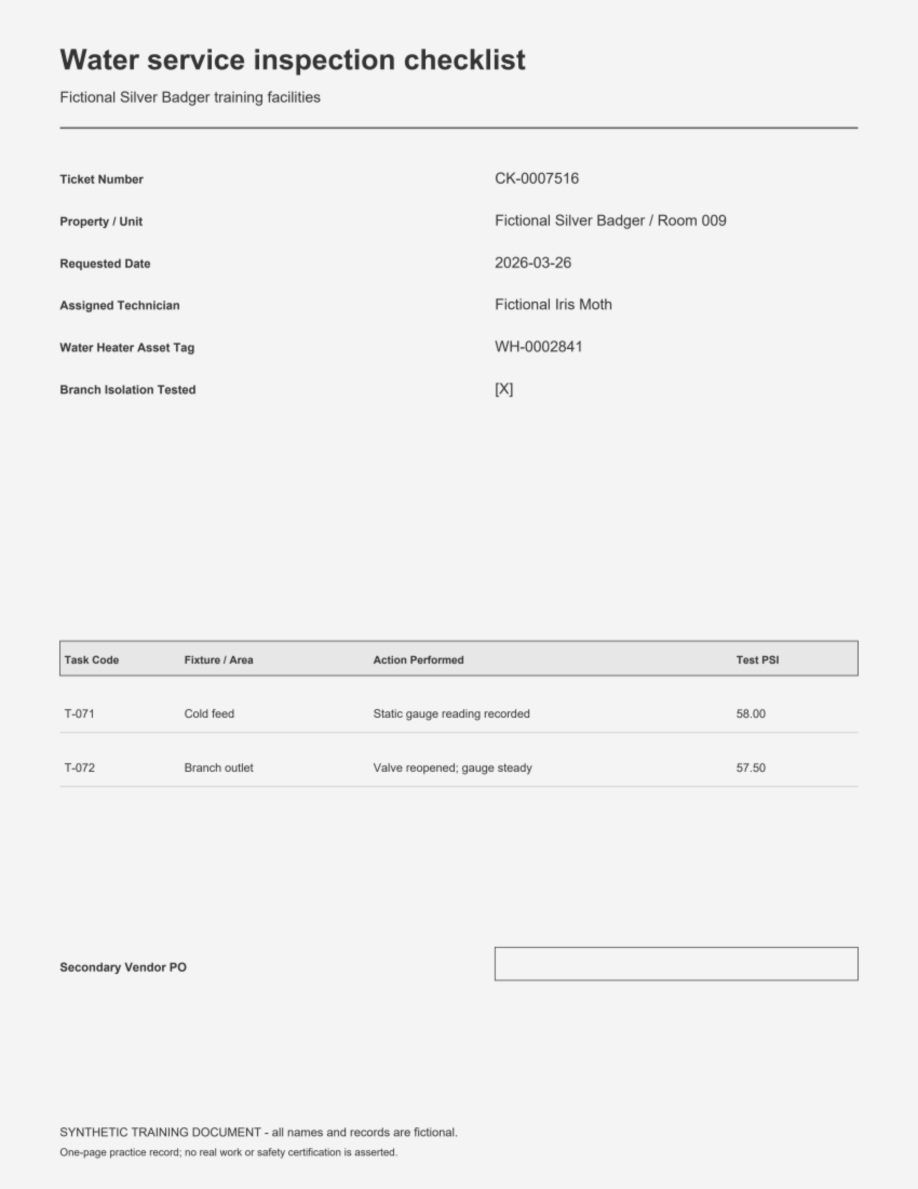 Water service inspection checklist
Fictional Silver Badger training facilities
Ticket Number CK-0007516
Property / Unit Fictional Silver Badger / Room 009
Requested Date 2026-03-26
Assigned Technician Fictional Iris Moth
Water Heater Asset Tag WH-0002841
Branch Isolation Tested [X]
Task Code Fixture / Area Action Performed Test PSI
T-071 Cold feed Static gauge reading recorded 58.00
T-072 Branch outlet Valve reopened; gauge steady 57.50
Secondary Vendor PO
SYNTHETIC TRAINING DOCUMENT - all names and records are fictional.
One-page practice record; no real work or safety certification is asserted.